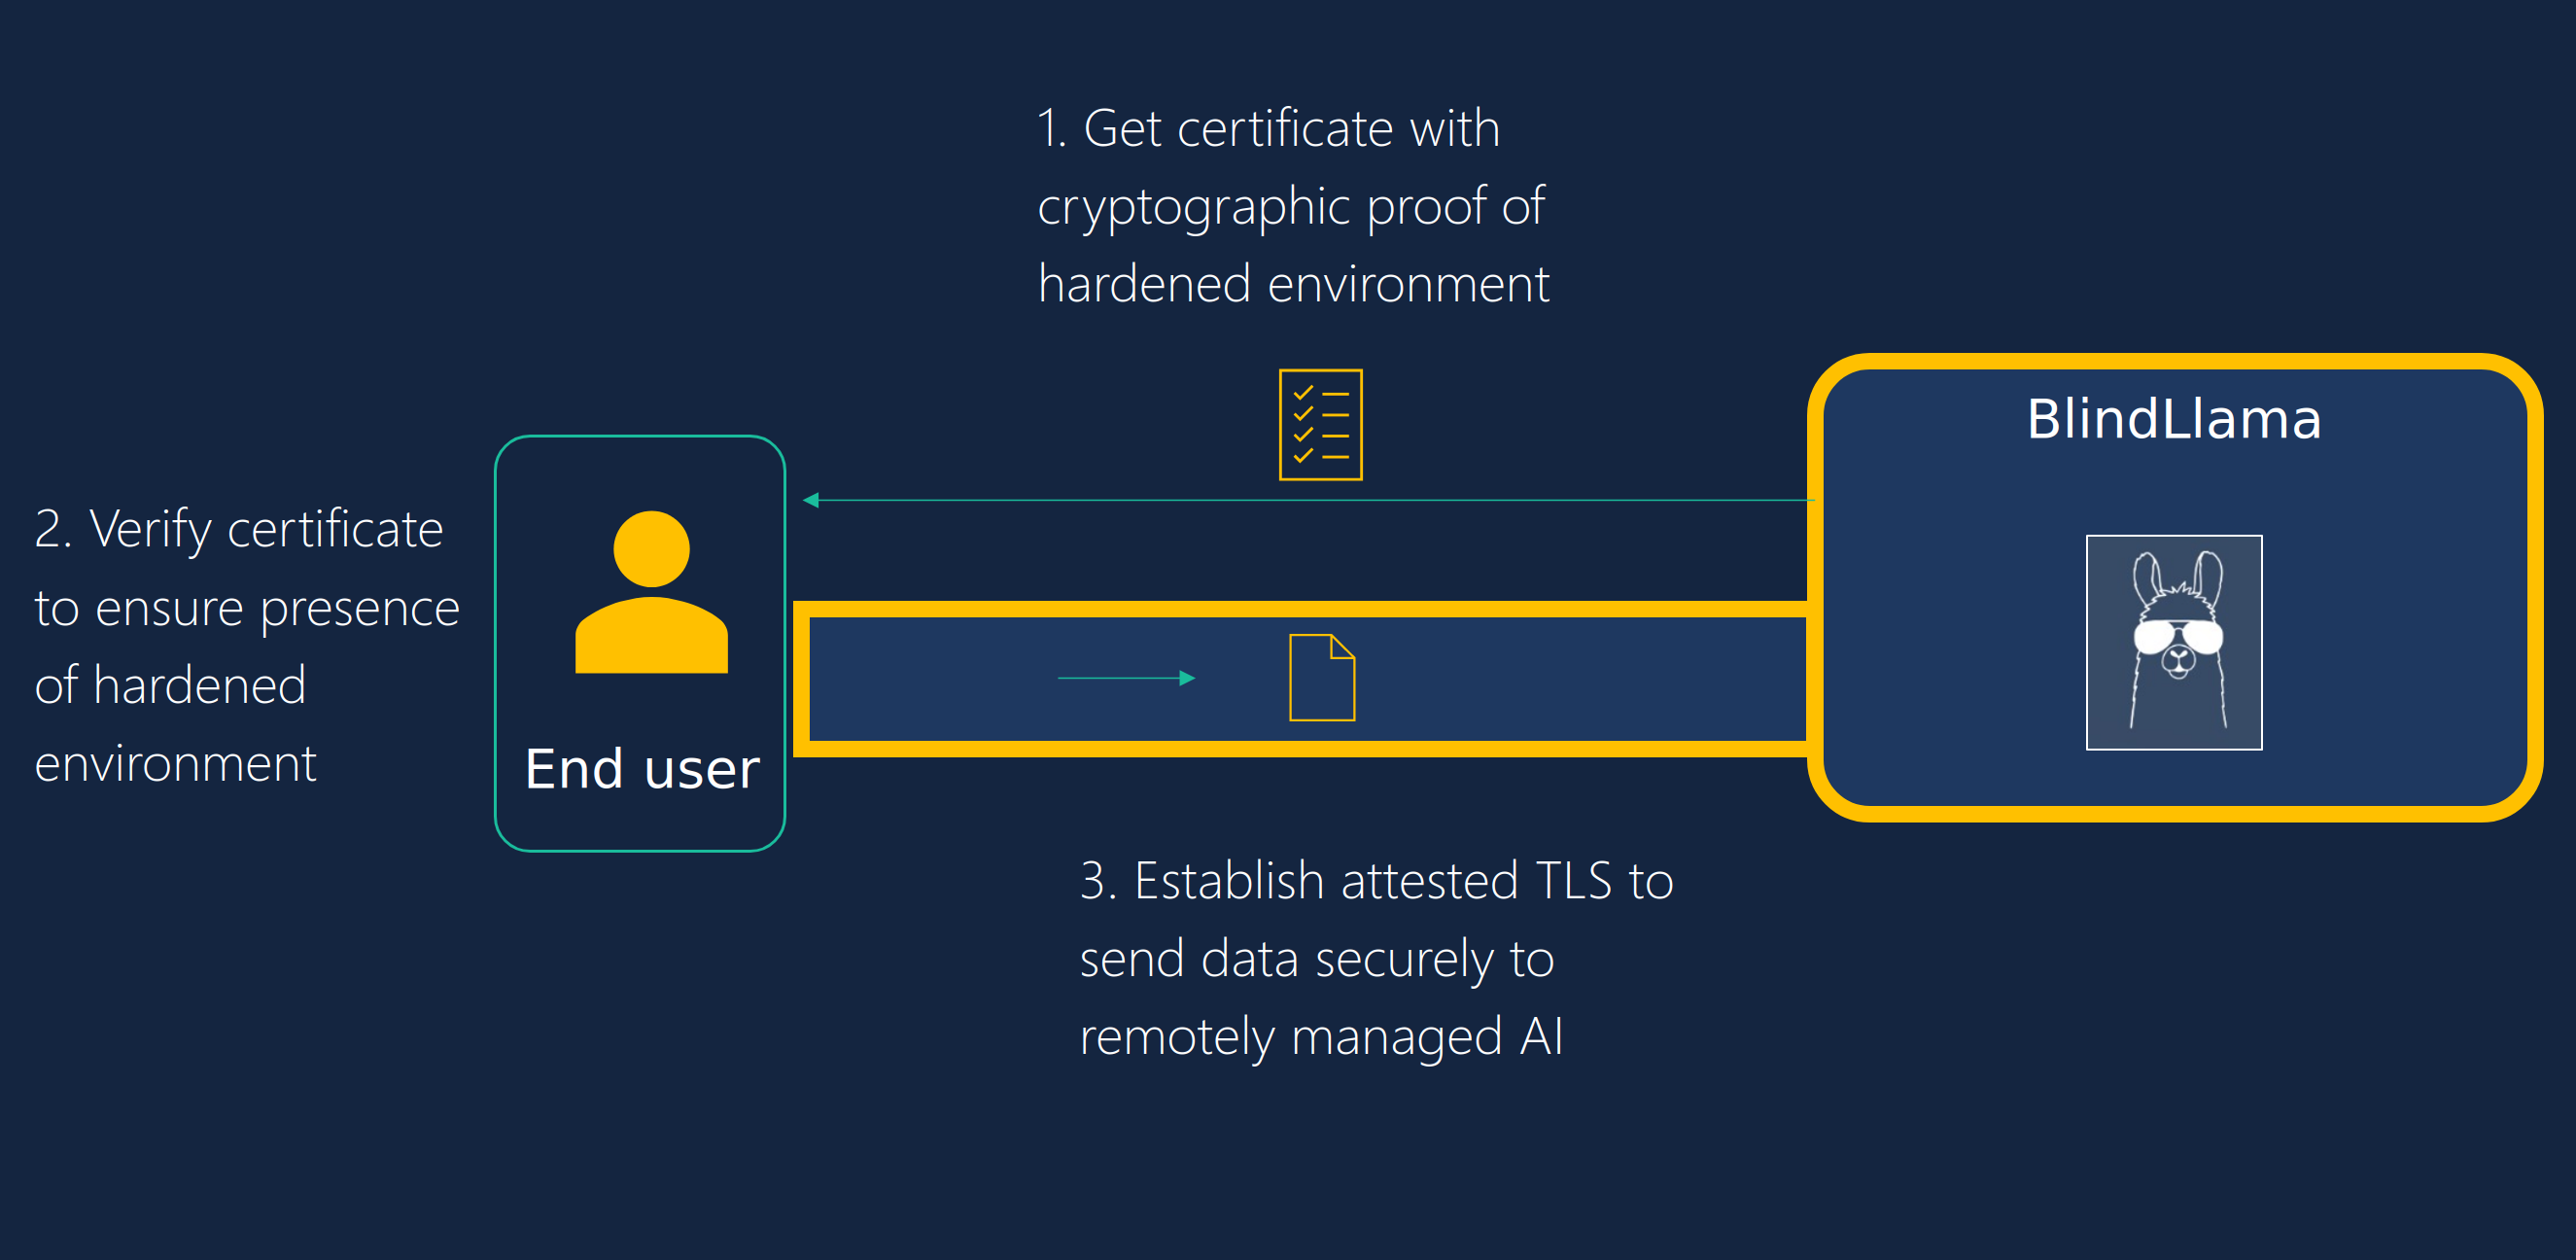 1. Get certificate with
cryptographic proof of
hardened environment
BlindLlama
2. Verify certificate
to ensure presence
of hardened
environment
End user
3. Establish attested TLS to
send data securely to
remotely managed AI